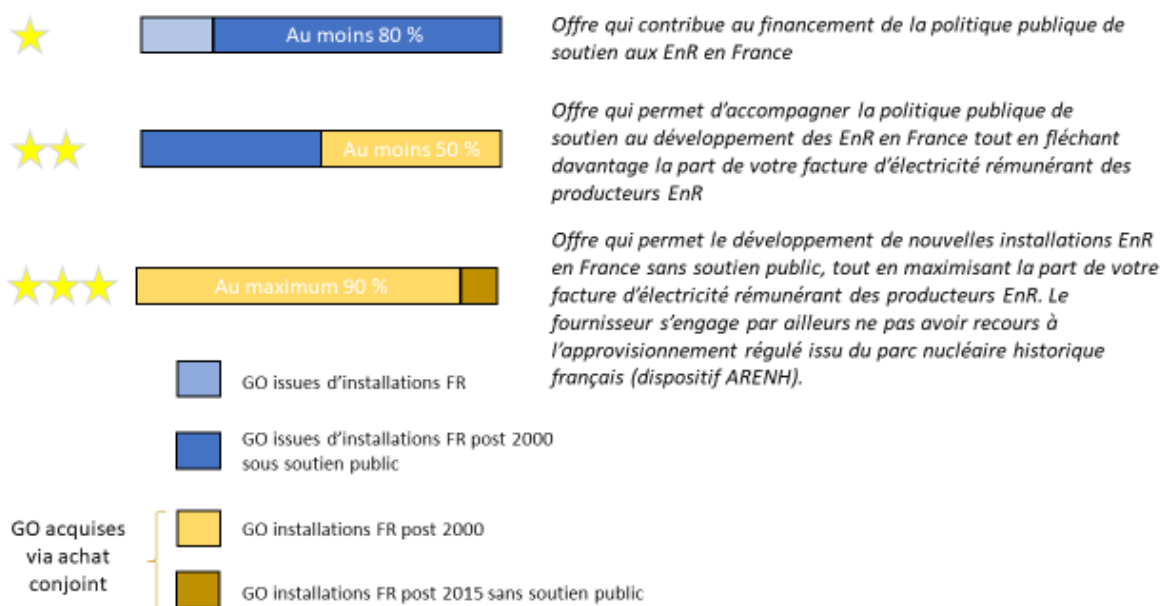 Au moins 80 %
Offre qui contribue au financement de la politique publique de
soutien aux EnR en France
Au moins 50 %
Offre qui permet d'accompagner la politique publique de
soutien au développement des EnR en France tout en fléchant
davantage la part de votre facture d'électricité rémunérant des
producteurs EnR
Au maximum 90 %
Offre qui permet le développement de nouvelles installations EnR
en France sans soutien public, tout en maximisant la part de votre
facture d'électricité rémunérant des producteurs EnR. Le
fournisseur s'engage par ailleurs ne pas avoir recours à
l'approvisionnement régulé issu du parc nucléaire historique
français (dispositif ARENH).
GO issues d'installations FR
GO issues d'installations FR post 2000
sous soutien public
GO acquises
via achat
conjoint
GO installations FR post 2000
GO installations FR post 2015 sans soutien public